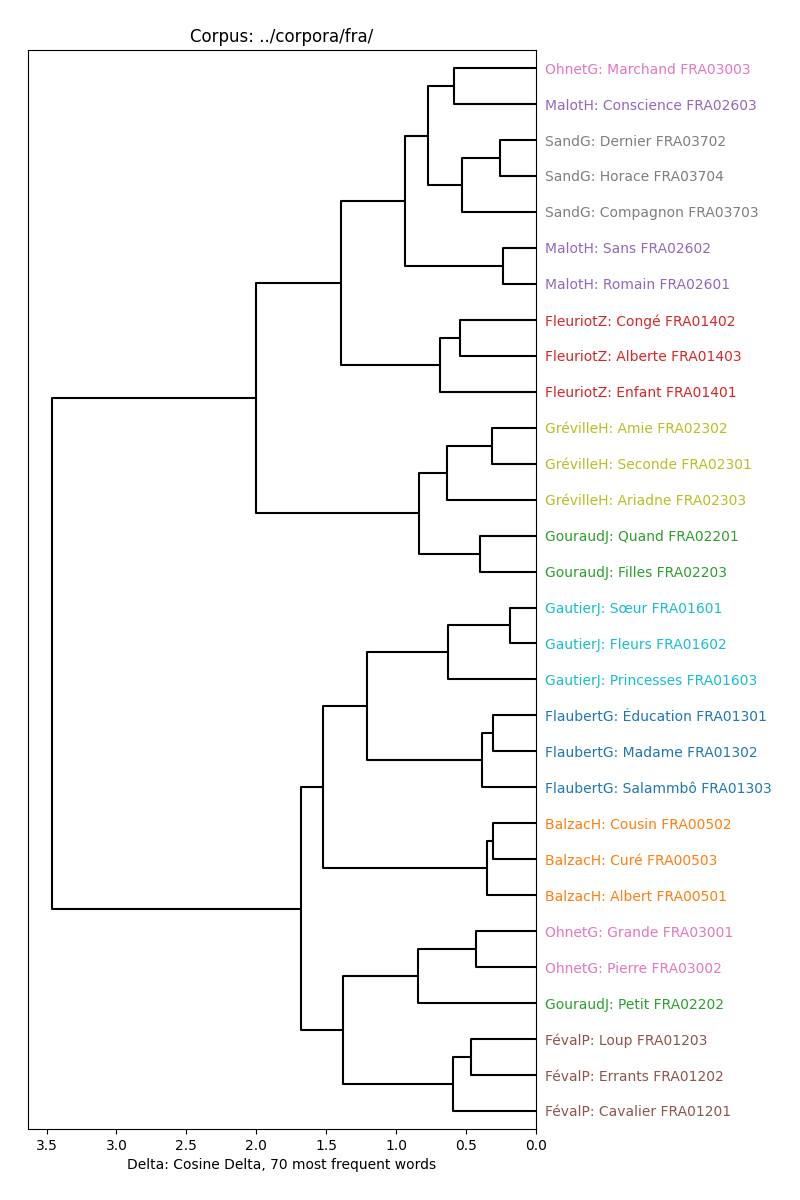 Corpus: ../corpora/fra/
OhnetG: Marchand FRA03003
MalotH: Conscience FRA02603
SandG: Dernier FRA03702
SandG: Horace FRA03704
SandG: Compagnon FRA03703
MalotH: Sans FRA02602
MalotH: Romain FRA02601
FleuriotZ: Congé FRA01402
FleuriotZ: Alberte FRA01403
FleuriotZ: Enfant FRA01401
GrévilleH: Amie FRA02302
GrévilleH: Seconde FRA02301
GrévilleH: Ariadne FRA02303
GouraudJ: Quand FRA02201
GouraudJ: Filles FRA02203
GautierJ: Sœur FRA01601
GautierJ: Fleurs FRA01602
GautierJ: Princesses FRA01603
FlaubertG: Éducation FRA01301
FlaubertG: Madame FRA01302
FlaubertG: Salammbô FRA01303
BalzacH: Cousin FRA00502
BalzacH: Curé FRA00503
BalzacH: Albert FRA00501
OhnetG: Grande FRA03001
OhnetG: Pierre FRA03002
GouraudJ: Petit FRA02202
FévalP: Loup FRA01203
FévalP: Errants FRA01202
FévalP: Cavalier FRA01201
3.5 3.0 2.5 2.0 1.5 1.0 0.5 0.0
Delta: Cosine Delta, 70 most frequent words